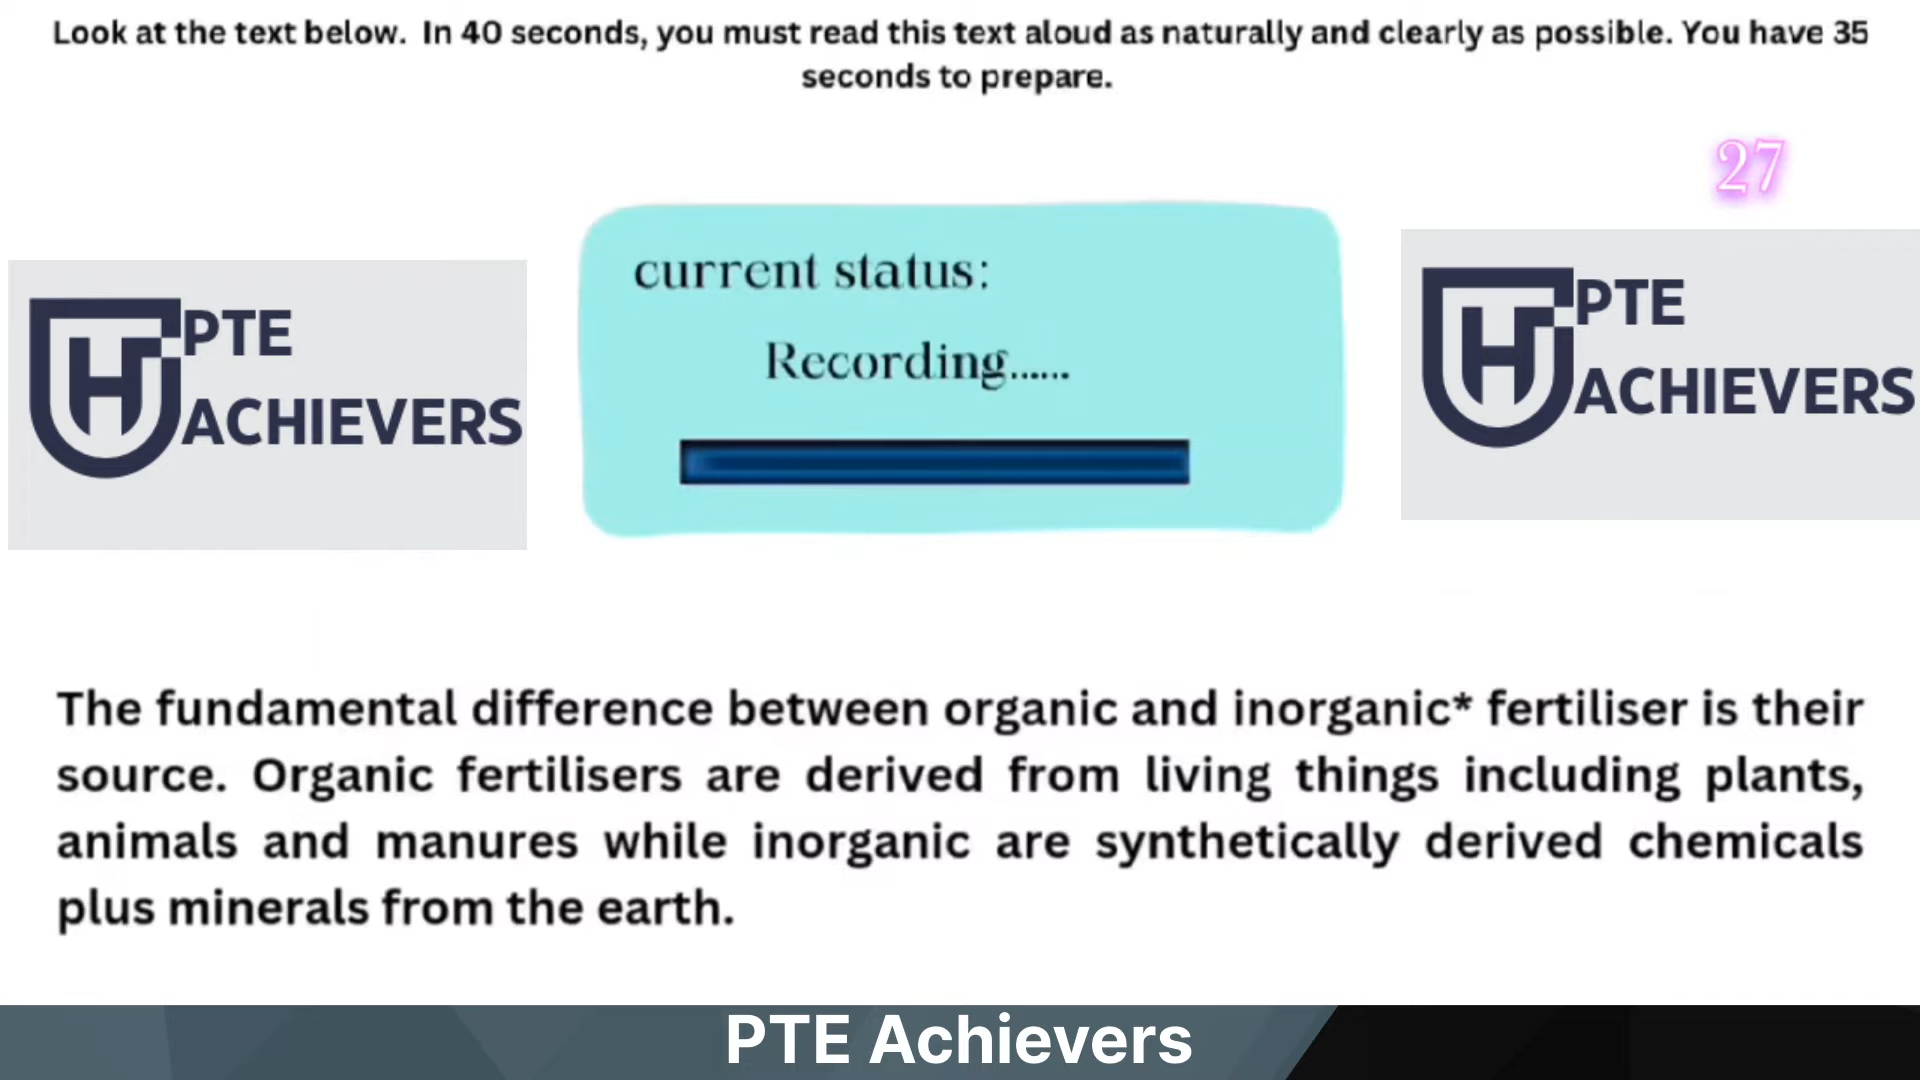 Look at the text below. In 40 seconds, you must read this text aloud as naturally and clearly as possible. You have 35
seconds to prepare.
27
current status:
Recording......
PTE
ACHIEVERS
PTE
ACHIEVERS
The fundamental difference between organic and inorganic* fertiliser is their
source. Organic fertilisers are derived from living things including plants,
animals and manures while inorganic are synthetically derived chemicals
plus minerals from the earth.
PTE Achievers